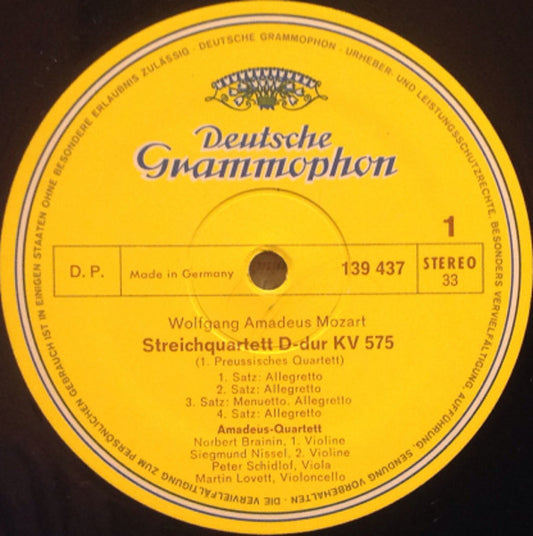 DEUTSCHE GRAMMOPHON · URHEBER- UND LEISTUNGSSCHUTZRECHTE, BESONDERS VERVIELFÄLTIGUNG, AUFFÜHRUNG, SENDUNG VORBEHALTEN · DIE VERVIELFÄLTIGUNG ZUM PERSÖNLICHEN GEBRAUCH IST IN EINIGEN STAATEN OHNE BESONDERE ERLAUBNIS ZULÄSSIG ·
Deutsche
Grammophon
1
D. P.
Made in Germany
139 437
STEREO
33
Wolfgang Amadeus Mozart
Streichquartett D-dur KV 575
(1. Preussisches Quartett)
1. Satz: Allegretto
2. Satz: Allegretto
3. Satz: Menuetto. Allegretto
4. Satz: Allegretto
Amadeus-Quartett
Norbert Brainin, 1. Violine
Siegmund Nissel, 2. Violine
Peter Schidlof, Viola
Martin Lovett, Violoncello